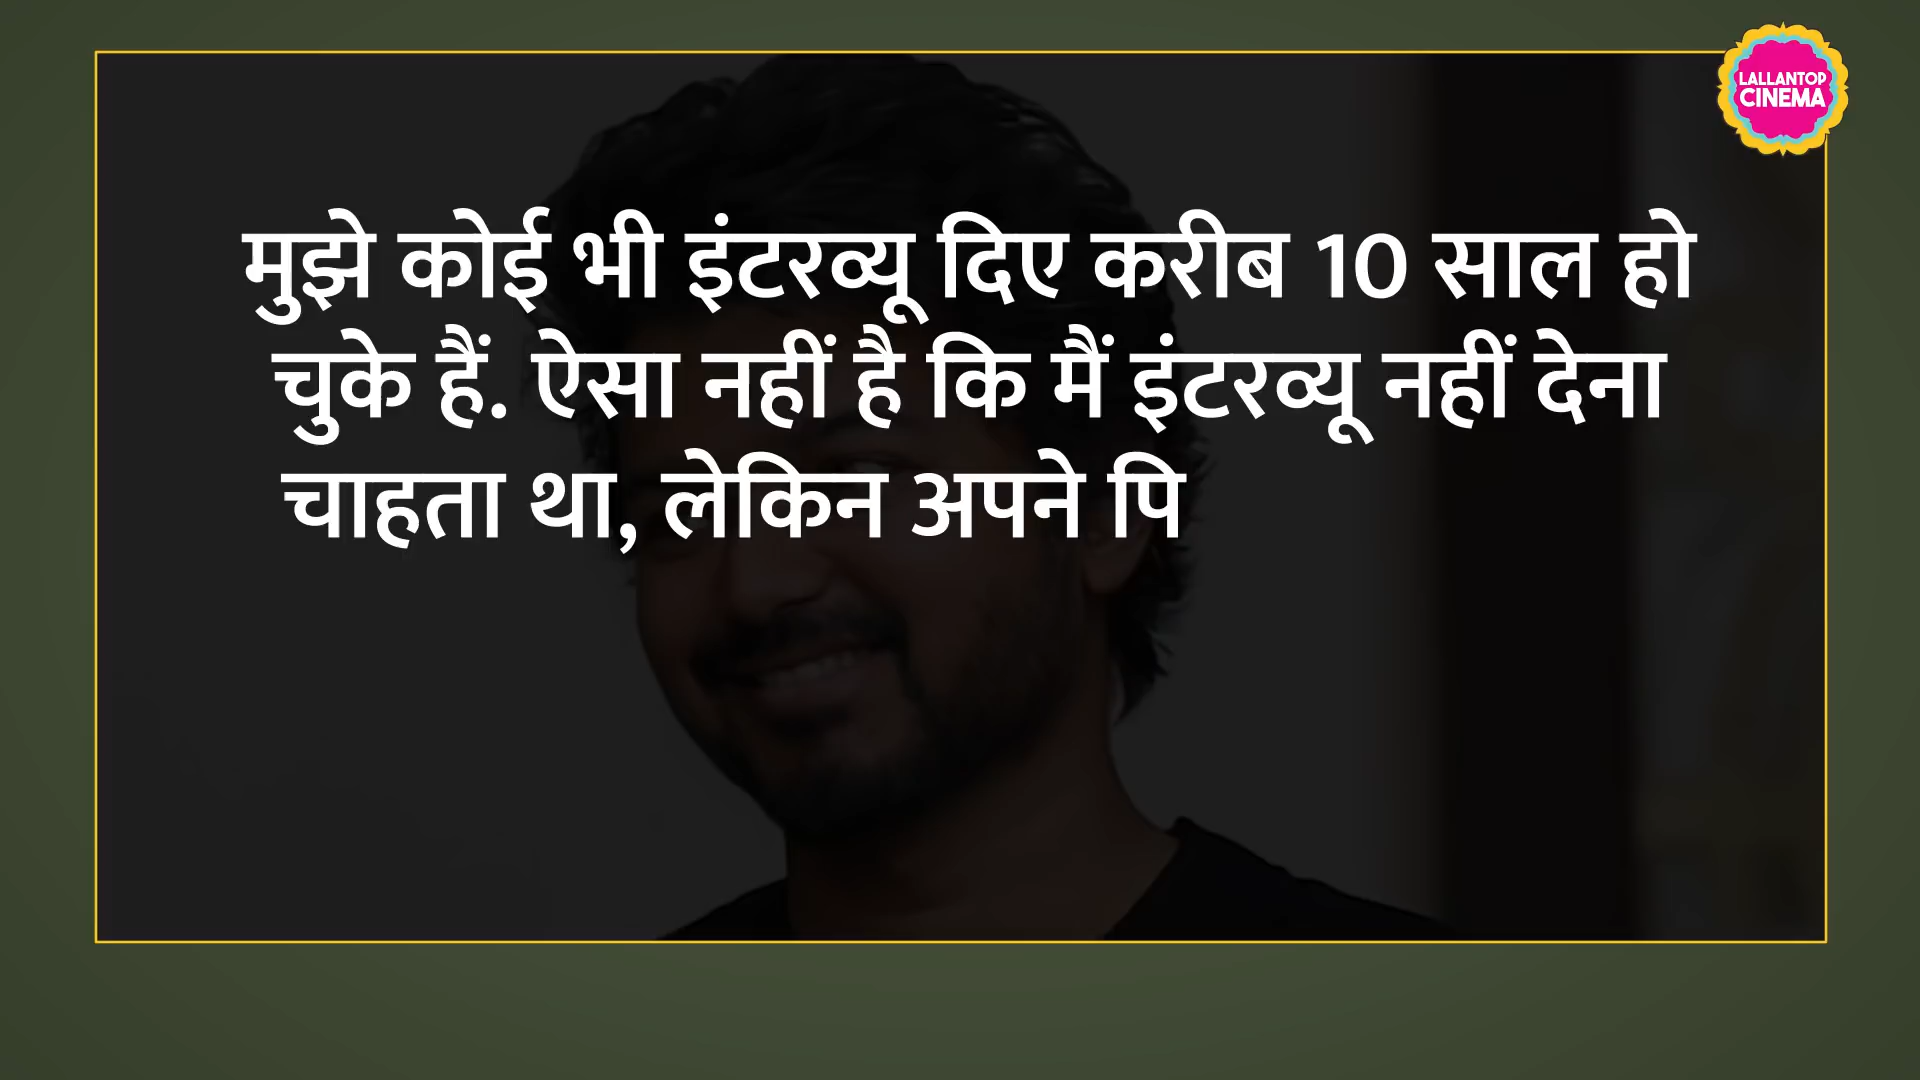 LALLANTOP
CINEMA
मुझे कोई भी इंटरव्यू दिए करीब 10 साल हो
चुके हैं. ऐसा नहीं है कि मैं इंटरव्यू नहीं देना
चाहता था, लेकिन अपने पि